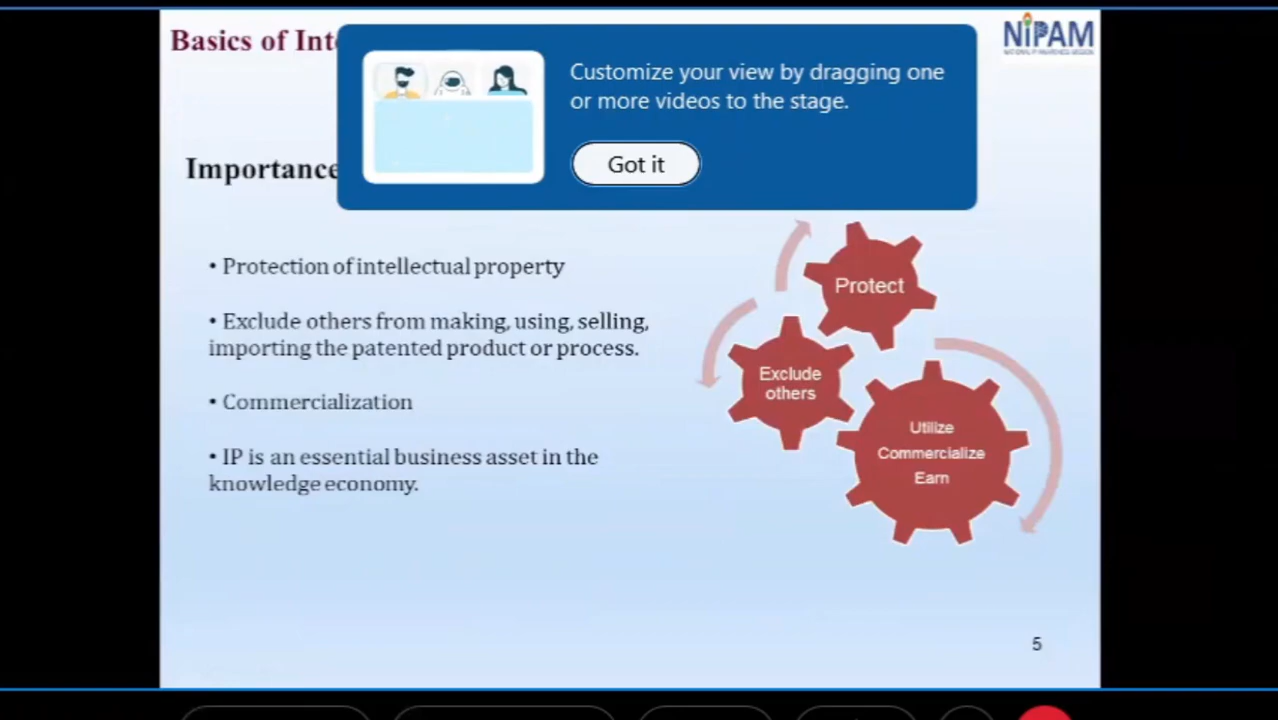 Basics of Int
NIPAM
Customize your view by dragging one
or more videos to the stage.
Got it
Importance
• Protection of intellectual property
• Exclude others from making, using, selling,
importing the patented product or process.
• Commercialization
• IP is an essential business asset in the
knowledge economy.
Protect
Exclude
others
Utilize
Commercialize
Earn
5